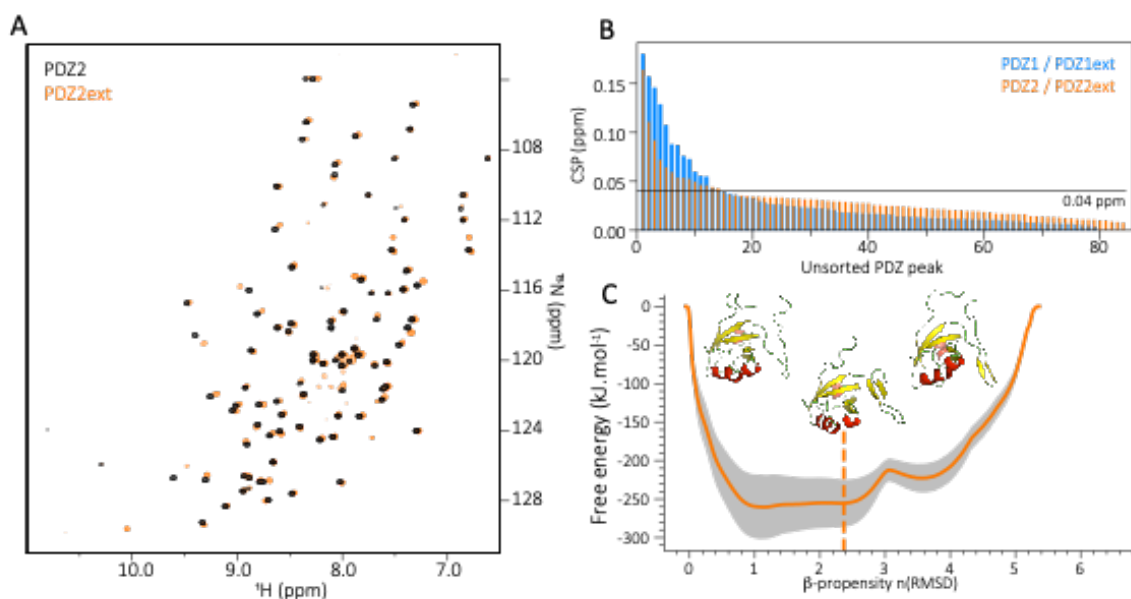 A
PDZ2
PDZ2ext
108
112
116
120
124
128
¹⁵N (ppm)
10.0 9.0 8.0 7.0
¹H (ppm)
B
PDZ1 / PDZ1ext
PDZ2 / PDZ2ext
0.15
0.10
0.05
0.00
CSP (ppm)
0.04 ppm
0 20 40 60 80
Unsorted PDZ peak
C
0
-50
-100
-150
-200
-250
-300
Free energy (kJ.mol⁻¹)
0 1 2 3 4 5 6
β-propensity n(RMSD)